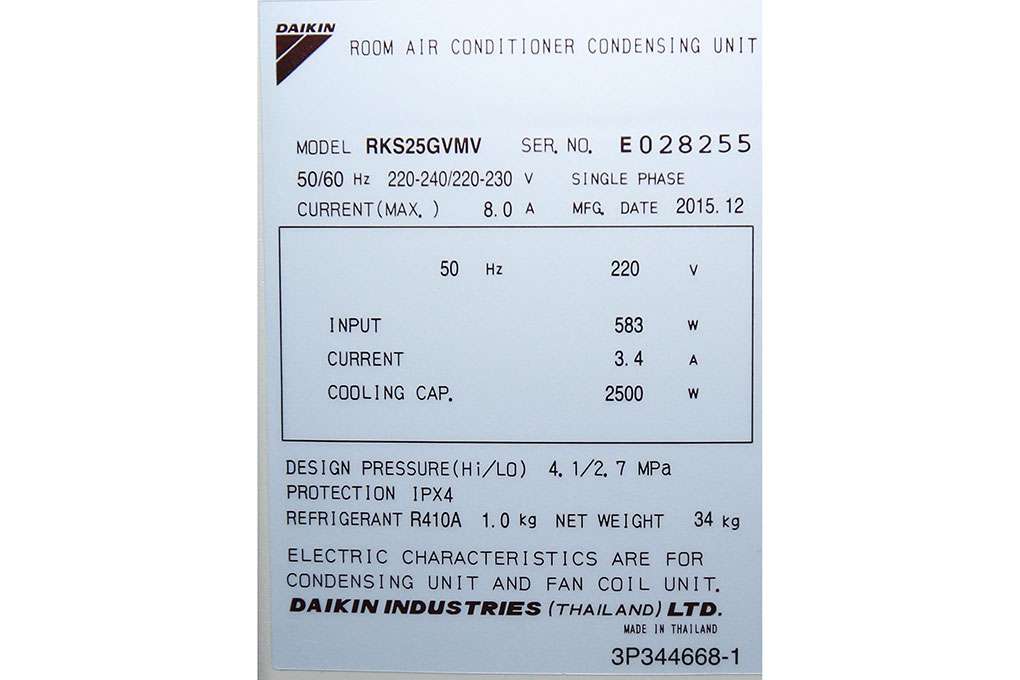 DAIKIN
ROOM AIR CONDITIONER CONDENSING UNIT
MODEL RKS25GVMV SER. NO. E028255
50/60 Hz 220-240/220-230 V SINGLE PHASE
CURRENT(MAX. ) 8.0 A MFG. DATE 2015.12
50 Hz 220 V
INPUT 583 W
CURRENT 3.4 A
COOLING CAP. 2500 W
DESIGN PRESSURE(Hi/LO) 4.1/2.7 MPa
PROTECTION IPX4
REFRIGERANT R410A 1.0 kg NET WEIGHT 34 kg
ELECTRIC CHARACTERISTICS ARE FOR
CONDENSING UNIT AND FAN COIL UNIT.
DAIKIN INDUSTRIES (THAILAND) LTD.
MADE IN THAILAND
3P344668-1